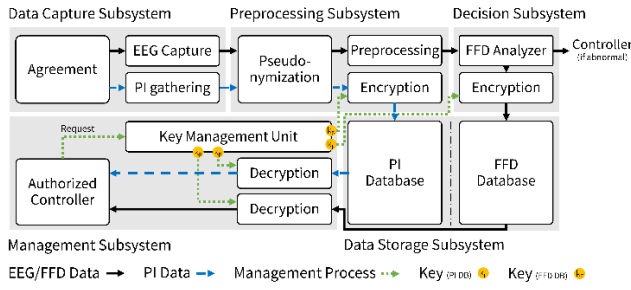 Data Capture Subsystem
Preprocessing Subsystem
Decision Subsystem
Agreement
EEG Capture
PI gathering
Pseudo-
nymization
Preprocessing
Encryption
FFD Analyzer
Encryption
Controller
(if abnormal)
Request
Key Management Unit
Authorized
Controller
Decryption
Decryption
PI
Database
FFD
Database
Management Subsystem
Data Storage Subsystem
EEG/FFD Data
PI Data
Management Process
Key (PI DB)
Key (FFD DB)